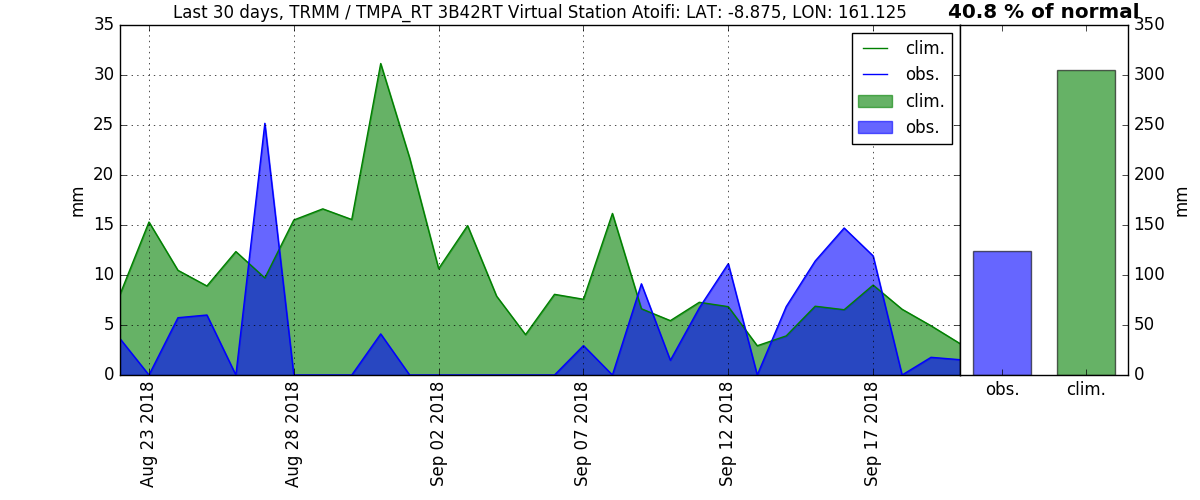 Last 30 days, TRMM / TMPA_RT 3B42RT Virtual Station Atoifi: LAT: -8.875, LON: 161.125
40.8 % of normal
35
30
25
20
15
10
5
0
mm
clim.
obs.
clim.
obs.
350
300
250
200
150
100
50
0
mm
obs.
clim.
Aug 23 2018
Aug 28 2018
Sep 02 2018
Sep 07 2018
Sep 12 2018
Sep 17 2018